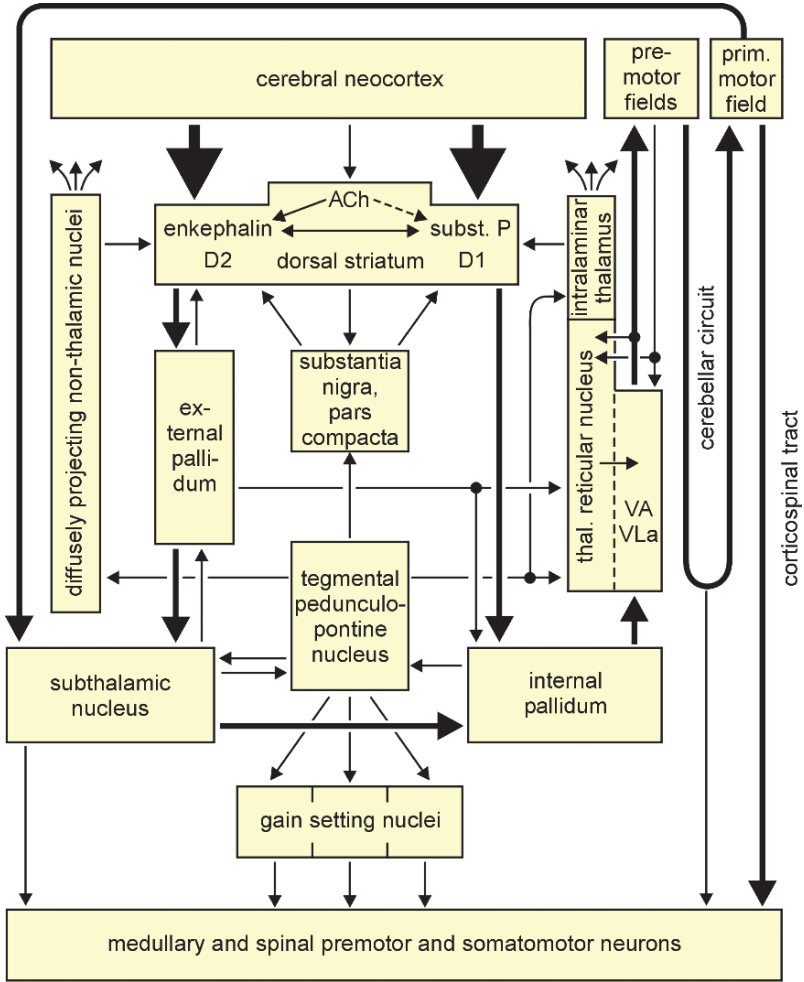 cerebral neocortex
pre-
motor
fields
prim.
motor
field
ACh
enkephalin
subst. P
D2
dorsal striatum
D1
diffusely projecting non-thalamic nuclei
intralaminar
thalamus
ex-
ternal
palli-
dum
substantia
nigra,
pars
compacta
thal. reticular nucleus
VA
VLa
cerebellar circuit
corticospinal tract
tegmental
pedunculo-
pontine
nucleus
subthalamic
nucleus
internal
pallidum
gain setting nuclei
medullary and spinal premotor and somatomotor neurons